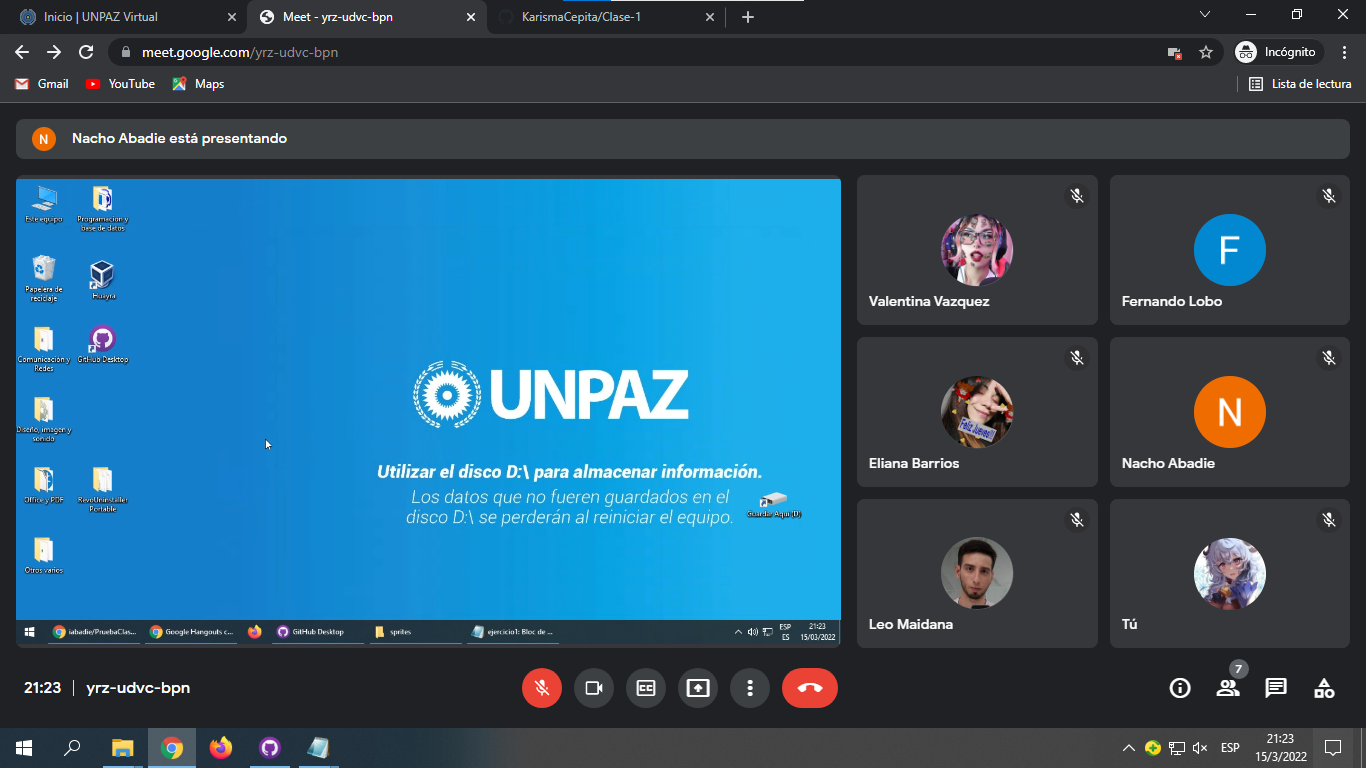 Inicio | UNPAZ Virtual
Meet - yrz-udvc-bpn
KarismaCepita/Clase-1
meet.google.com/yrz-udvc-bpn
Incógnito
Gmail
YouTube
Maps
Lista de lectura
N
Nacho Abadie está presentando
Este equipo
Programacion y
base de datos
Papelera de
reciclaje
Huayra
Comunicacion y
Redes
GitHub Desktop
Diseño, imagen y
sonido
Office y PDF
RevoUninstaller
Portable
Otros varios
UNPAZ
Utilizar el disco D:\ para almacenar información.
Los datos que no fueren guardados en el
disco D:\ se perderán al reiniciar el equipo.
Guardar Aqui (D)
iabadie/PruebaClas...
Google Hangouts c...
GitHub Desktop
sprites
ejercicio1: Bloc de ...
ESP
ES
21:23
15/03/2022
Valentina Vazquez
F
Fernando Lobo
Feliz Jueves!!
Eliana Barrios
N
Nacho Abadie
Leo Maidana
Tú
21:23
yrz-udvc-bpn
CC
7
ESP
21:23
15/3/2022